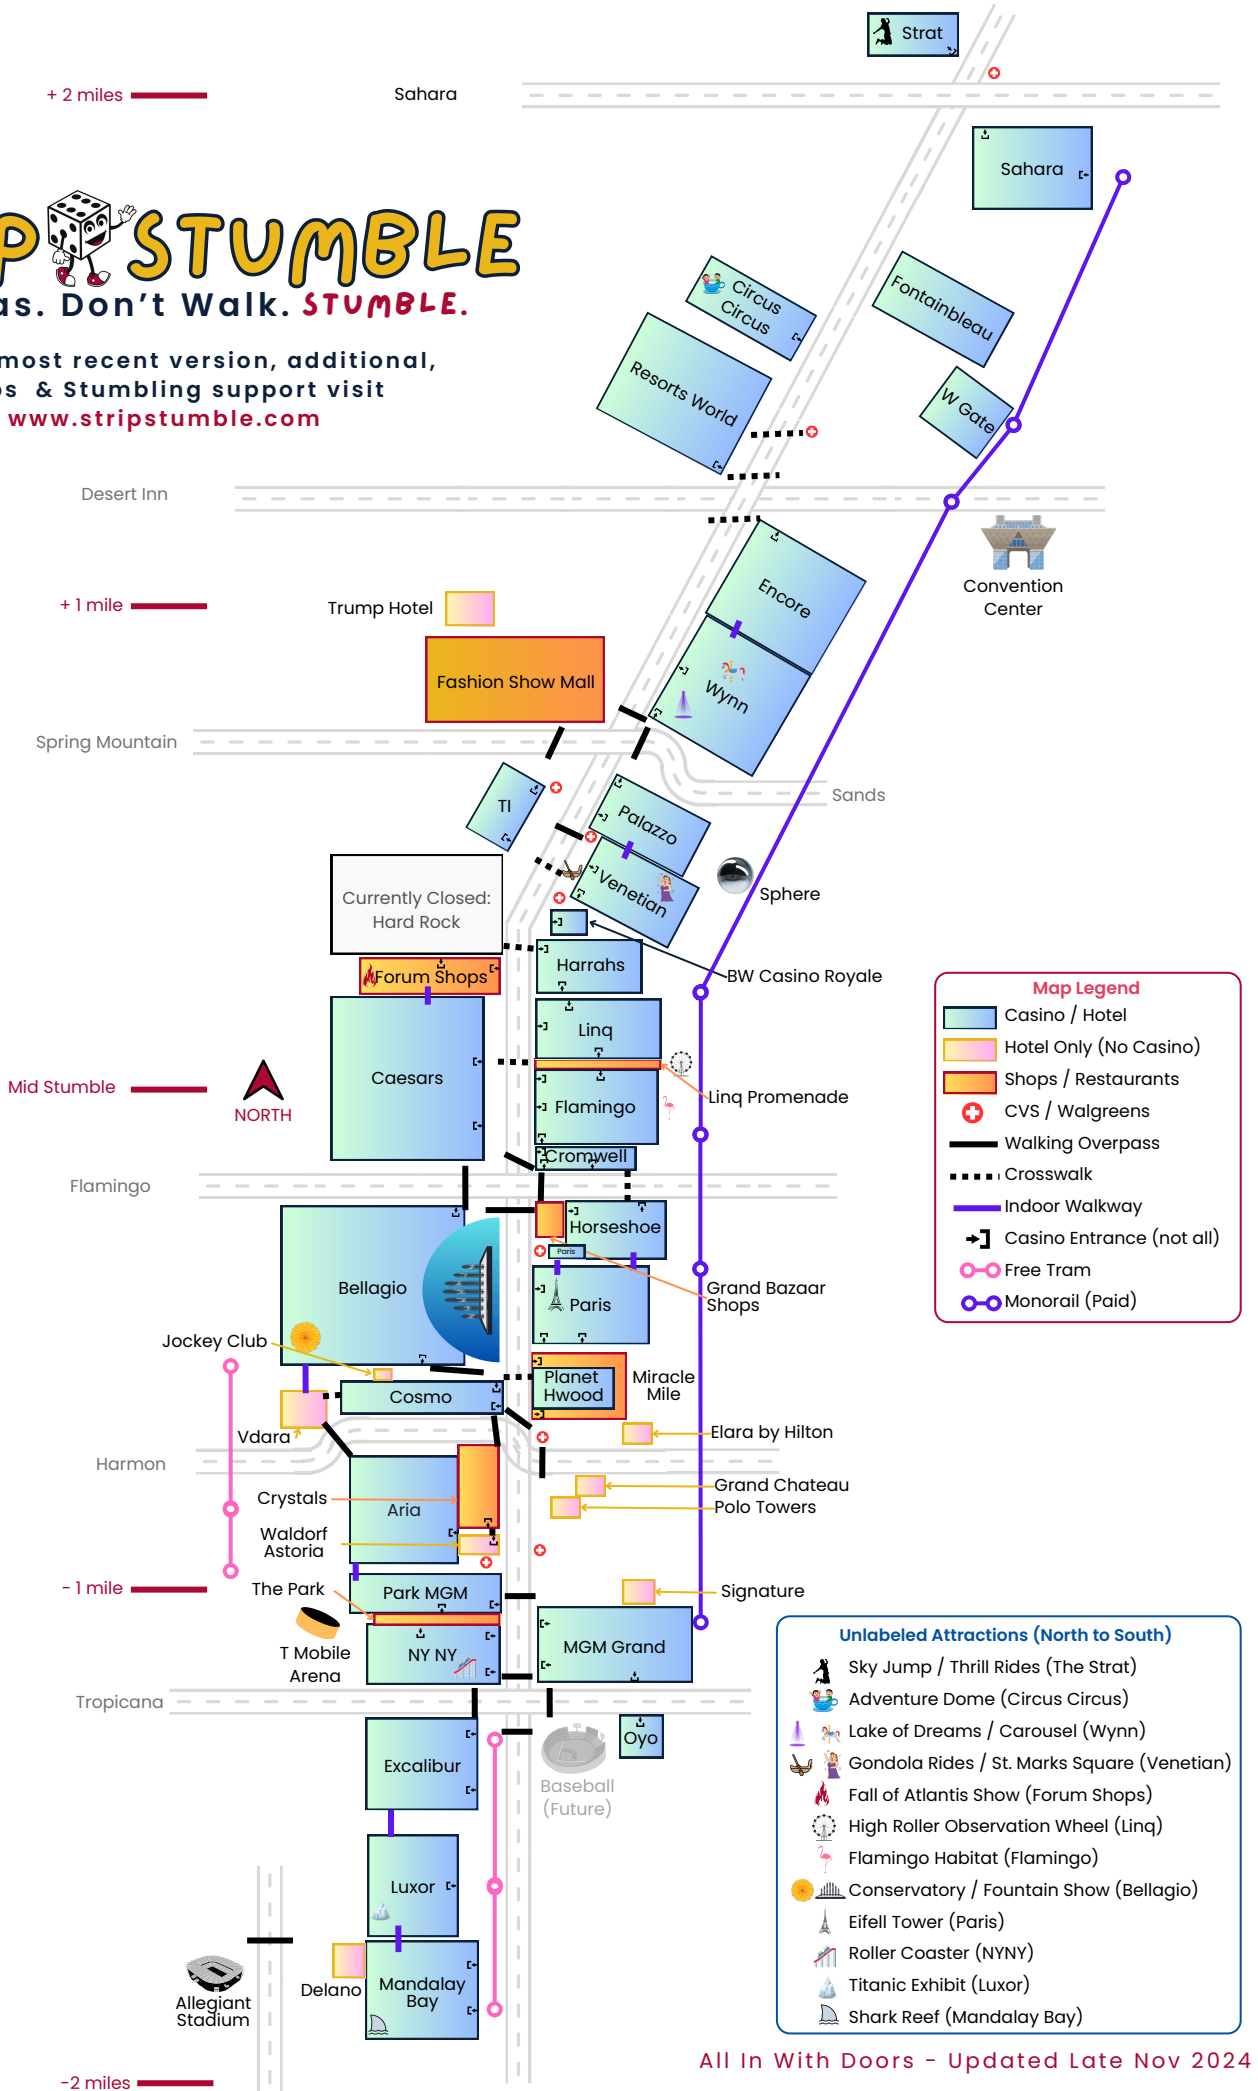 Strat
+ 2 miles
Sahara
Sahara
P STUMBLE
as. Don't Walk. STUMBLE.
most recent version, additional,
os & Stumbling support visit
www.stripstumble.com
Circus
Circus
Fontainbleau
Resorts World
W Gate
Desert Inn
Convention
Center
Encore
+ 1 mile
Trump Hotel
Fashion Show Mall
Wynn
Spring Mountain
Sands
TI
Palazzo
Venetian
Sphere
Currently Closed:
Hard Rock
Harrahs
BW Casino Royale
Forum Shops
Linq
Caesars
Mid Stumble
NORTH
Linq Promenade
Flamingo
Cromwell
Flamingo
Horseshoe
Paris
Bellagio
Grand Bazaar
Shops
Paris
Jockey Club
Planet
Hwood
Miracle
Mile
Cosmo
Vdara
Elara by Hilton
Harmon
Crystals
Grand Chateau
Aria
Polo Towers
Waldorf
Astoria
- 1 mile
The Park
Park MGM
Signature
T Mobile
Arena
NY NY
MGM Grand
Tropicana
Excalibur
Oyo
Baseball
(Future)
Luxor
Delano
Mandalay
Bay
Allegiant
Stadium
-2 miles
Map Legend
Casino / Hotel
Hotel Only (No Casino)
Shops / Restaurants
CVS / Walgreens
Walking Overpass
Crosswalk
Indoor Walkway
Casino Entrance (not all)
Free Tram
Monorail (Paid)
Unlabeled Attractions (North to South)
Sky Jump / Thrill Rides (The Strat)
Adventure Dome (Circus Circus)
Lake of Dreams / Carousel (Wynn)
Gondola Rides / St. Marks Square (Venetian)
Fall of Atlantis Show (Forum Shops)
High Roller Observation Wheel (Linq)
Flamingo Habitat (Flamingo)
Conservatory / Fountain Show (Bellagio)
Eifell Tower (Paris)
Roller Coaster (NYNY)
Titanic Exhibit (Luxor)
Shark Reef (Mandalay Bay)
All In With Doors - Updated Late Nov 2024